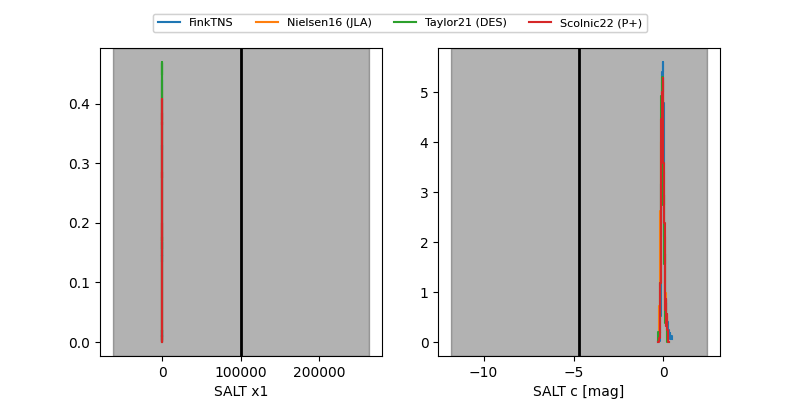 FinkTNS Nielsen16 (JLA) Taylor21 (DES) Scolnic22 (P+)
0.4
0.3
0.2
0.1
0.0
0 100000 200000
SALT x1
5
4
3
2
1
0
−10 −5 0
SALT c [mag]